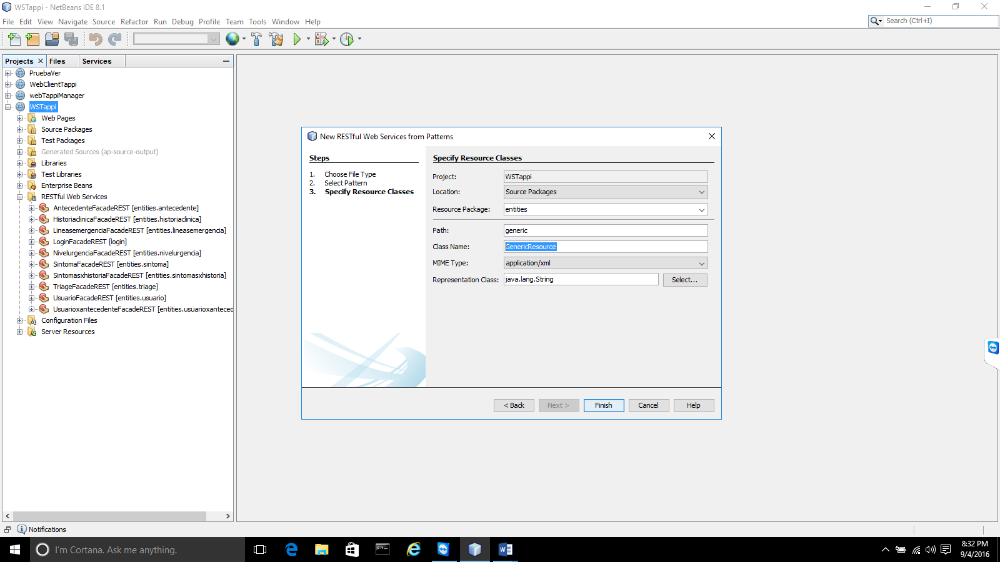 WSTappi - NetBeans IDE 8.1
File Edit View Navigate Source Refactor Run Debug Profile Team Tools Window Help
Search (Ctrl+I)
Projects Files Services
PruebaVer
WebClientTappi
webTappiManager
WSTappi
Web Pages
Source Packages
Test Packages
Generated Sources (ap-source-output)
Libraries
Test Libraries
Enterprise Beans
RESTful Web Services
AntecedenteFacadeREST [entities.antecedente]
HistoriaclinicaFacadeREST [entities.historiaclinica]
LineasemergenciaFacadeREST [entities.lineasemergencia]
LoginFacadeREST [login]
NivelurgenciaFacadeREST [entities.nivelurgencia]
SintomaFacadeREST [entities.sintoma]
SintomasxhistoriaFacadeREST [entities.sintomasxhistoria]
TriageFacadeREST [entities.triage]
UsuarioFacadeREST [entities.usuario]
UsuarioxantecedenteFacadeREST [entities.usuarioxanteced
Configuration Files
Server Resources
New RESTful Web Services from Patterns
Steps
1. Choose File Type
2. Select Pattern
3. Specify Resource Classes
Specify Resource Classes
Project: WSTappi
Location: Source Packages
Resource Package: entities
Path: generic
Class Name: GenericResource
MIME Type: application/xml
Representation Class: java.lang.String Select...
< Back Next > Finish Cancel Help
Notifications
I'm Cortana. Ask me anything.
8:32 PM
9/4/2016